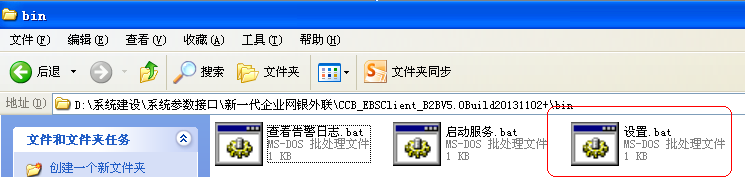 bin
文件(F) 编辑(E) 查看(V) 收藏(A) 工具(T) 帮助(H)
后退 搜索 文件夹 文件夹同步
地址(D) D:\系统建设\系统参数接口\新一代企业网银外联\CCB_EBSClient_B2BV5.0Build20131102+\bin
文件和文件夹任务
创建一个新文件夹
查看告警日志.bat
MS-DOS 批处理文件
1 KB
启动服务.bat
MS-DOS 批处理文件
1 KB
设置.bat
MS-DOS 批处理文件
1 KB